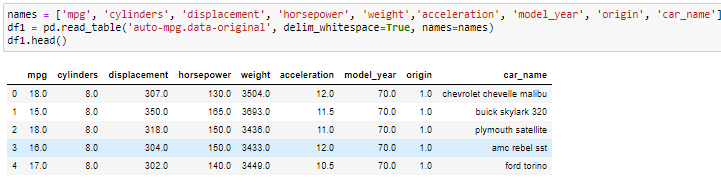 names = ['mpg', 'cylinders', 'displacement', 'horsepower', 'weight','acceleration', 'model_year', 'origin', 'car_name']
df1 = pd.read_table('auto-mpg.data-original', delim_whitespace=True, names=names)
df1.head()
mpg cylinders displacement horsepower weight acceleration model_year origin car_name
0 18.0 8.0 307.0 130.0 3504.0 12.0 70.0 1.0 chevrolet chevelle malibu
1 15.0 8.0 350.0 165.0 3693.0 11.5 70.0 1.0 buick skylark 320
2 18.0 8.0 318.0 150.0 3436.0 11.0 70.0 1.0 plymouth satellite
3 16.0 8.0 304.0 150.0 3433.0 12.0 70.0 1.0 amc rebel sst
4 17.0 8.0 302.0 140.0 3449.0 10.5 70.0 1.0 ford torino